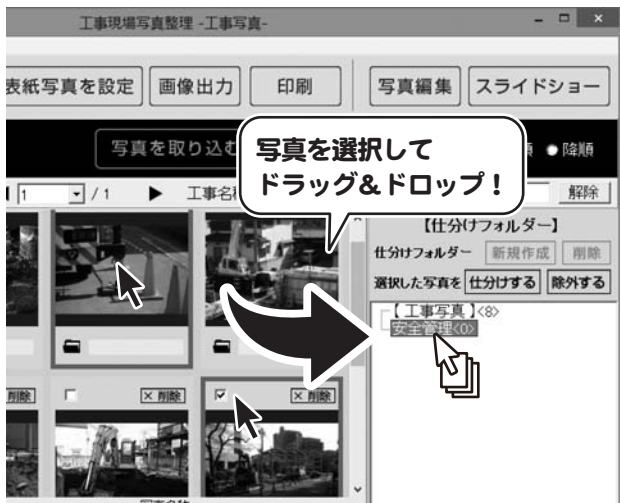 工事現場写真整理 -工事写真-
表紙写真を設定
画像出力
印刷
写真編集
スライドショー
写真を取り込む
写真を選択して
ドラッグ&ドロップ!
降順
1
/ 1
工事名称
解除
【仕分けフォルダー】
仕分けフォルダー
新規作成
削除
選択した写真を
仕分けする
除外する
【 工事写真 】<8>
安全管理<0>
削除
× 削除
× 削除